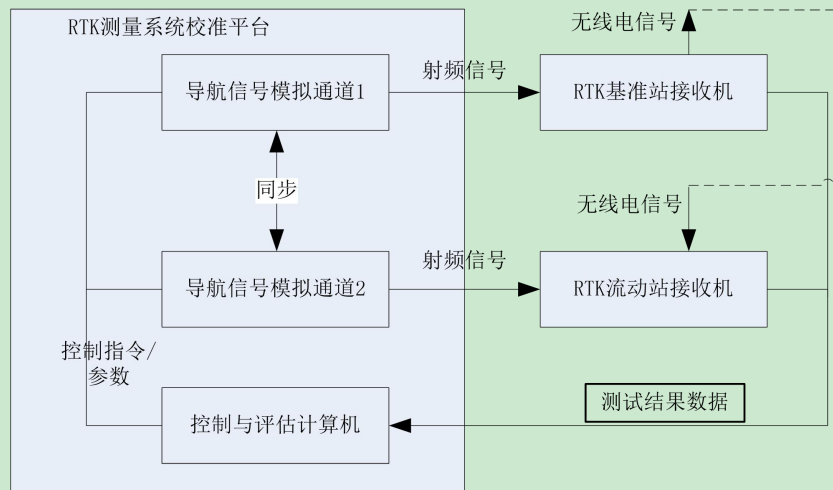 RTK测量系统校准平台
无线电信号
导航信号模拟通道1
射频信号
RTK基准站接收机
同步
无线电信号
导航信号模拟通道2
射频信号
RTK流动站接收机
控制指令/
参数
控制与评估计算机
测试结果数据